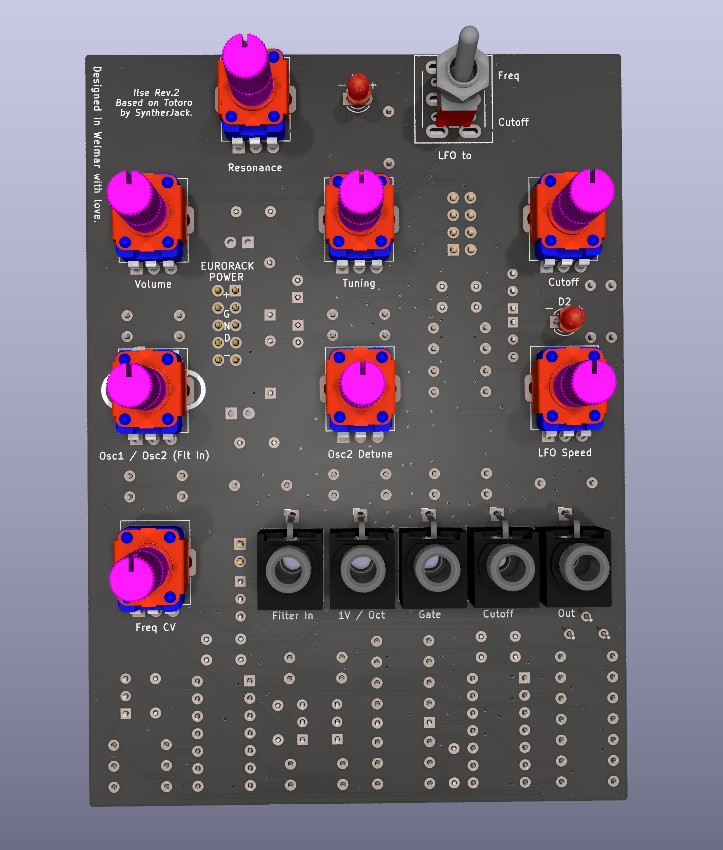 Designed in Weimar with love.
Ilse Rev.2
Based on Totoro
by SyntherJack.
Resonance
Freq
Cutoff
LFO to
Volume
Tuning
Cutoff
EURORACK
POWER
+
G
N
D
-
D2
Osc1 / Osc2 (Flt In)
Osc2 Detune
LFO Speed
Freq CV
Filter In
1V / Oct
Gate
Cutoff
Out